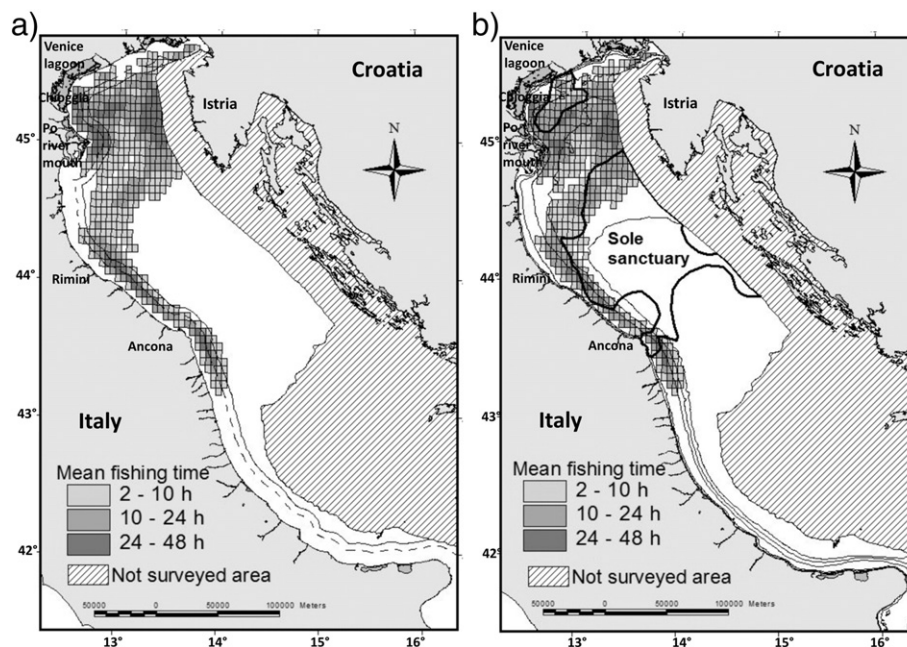 a)
Venice
lagoon
Chioggia
Po
river
mouth
Croatia
Istria
N
Rimini
Ancona
Italy
Mean fishing time
2 - 10 h
10 - 24 h
24 - 48 h
Not surveyed area
50000 0 50000 100000 Meters
45°
44°
43°
42°
13° 14° 15° 16°
b)
Venice
lagoon
Chioggia
Po
river
mouth
Croatia
Istria
N
Sole
sanctuary
Rimini
Ancona
Italy
Mean fishing time
2 - 10 h
10 - 24 h
24 - 48 h
Not surveyed area
50000 0 50000 100000 Meters
45°
44°
43°
42°
13° 14° 15° 16°